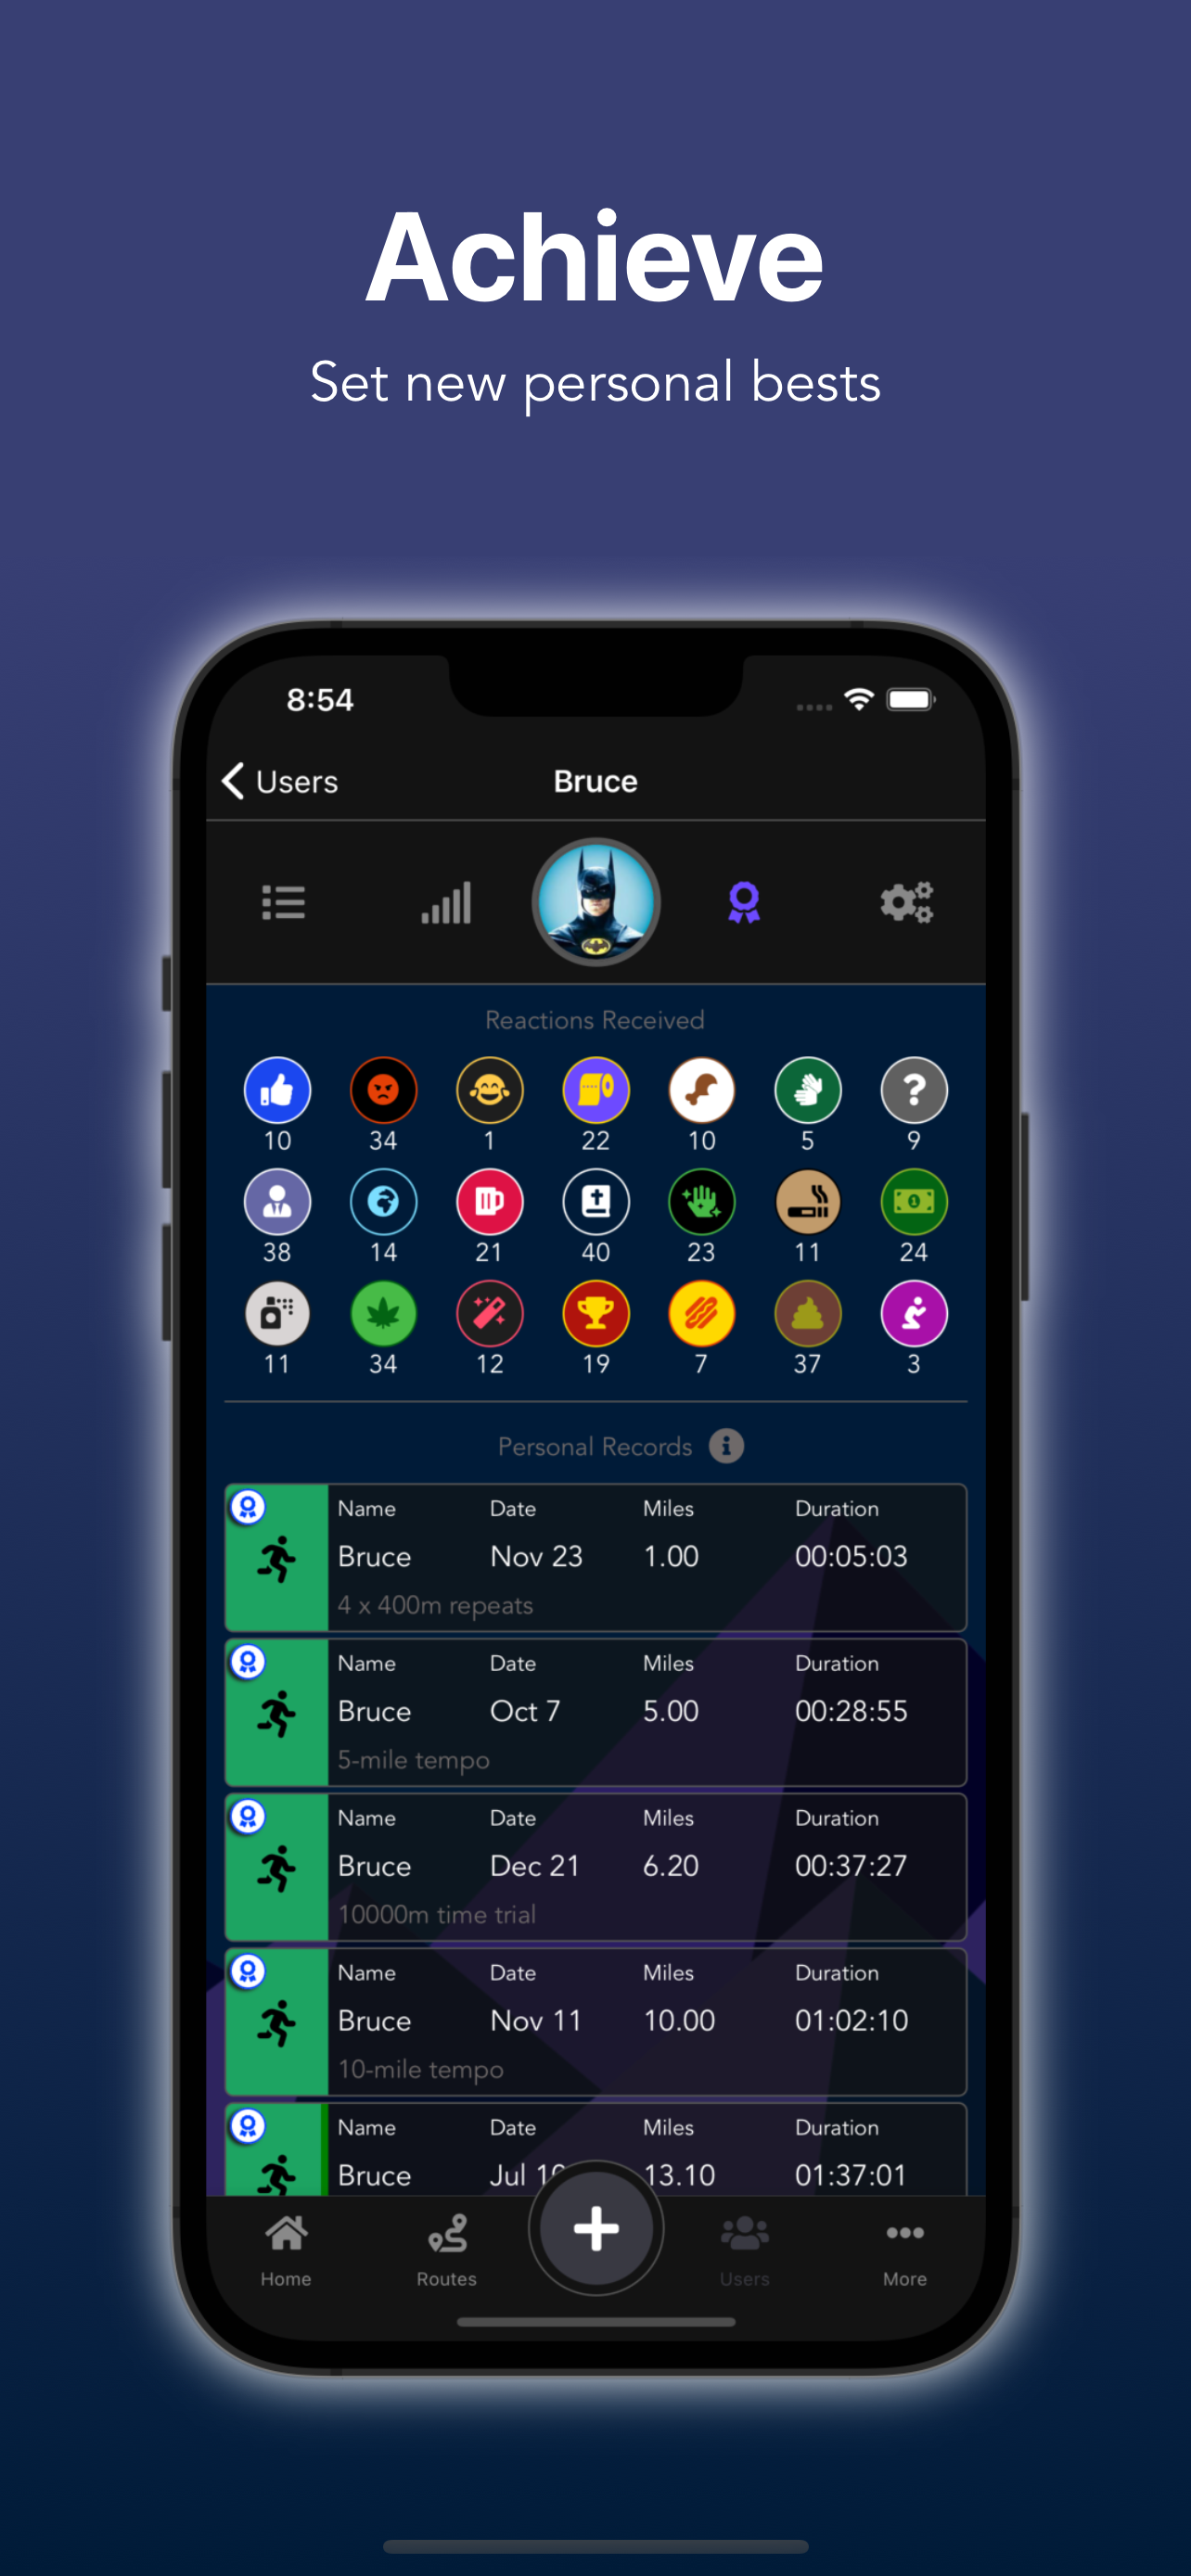 Achieve
Set new personal bests
8:54
Users
Bruce
Reactions Received
10 34 1 22 10 5 9
38 14 21 40 23 11 24
11 34 12 19 7 37 3
Personal Records
Name Date Miles Duration
Bruce Nov 23 1.00 00:05:03
4 x 400m repeats
Name Date Miles Duration
Bruce Oct 7 5.00 00:28:55
5-mile tempo
Name Date Miles Duration
Bruce Dec 21 6.20 00:37:27
10000m time trial
Name Date Miles Duration
Bruce Nov 11 10.00 01:02:10
10-mile tempo
Name Date Miles Duration
Bruce Jul 13.10 01:37:01
Home Routes Users More